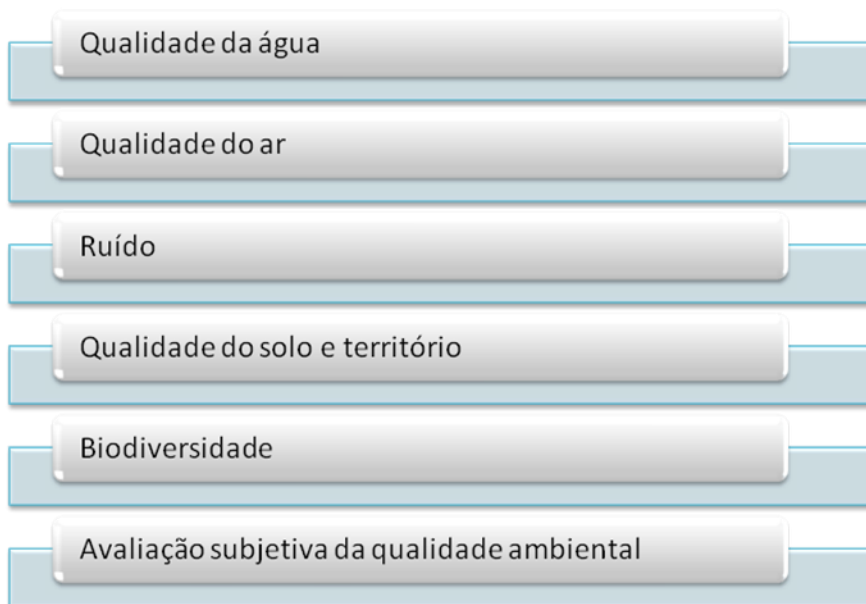 Qualidade da água
Qualidade do ar
Ruído
Qualidade do solo e território
Biodiversidade
Avaliação subjetiva da qualidade ambiental